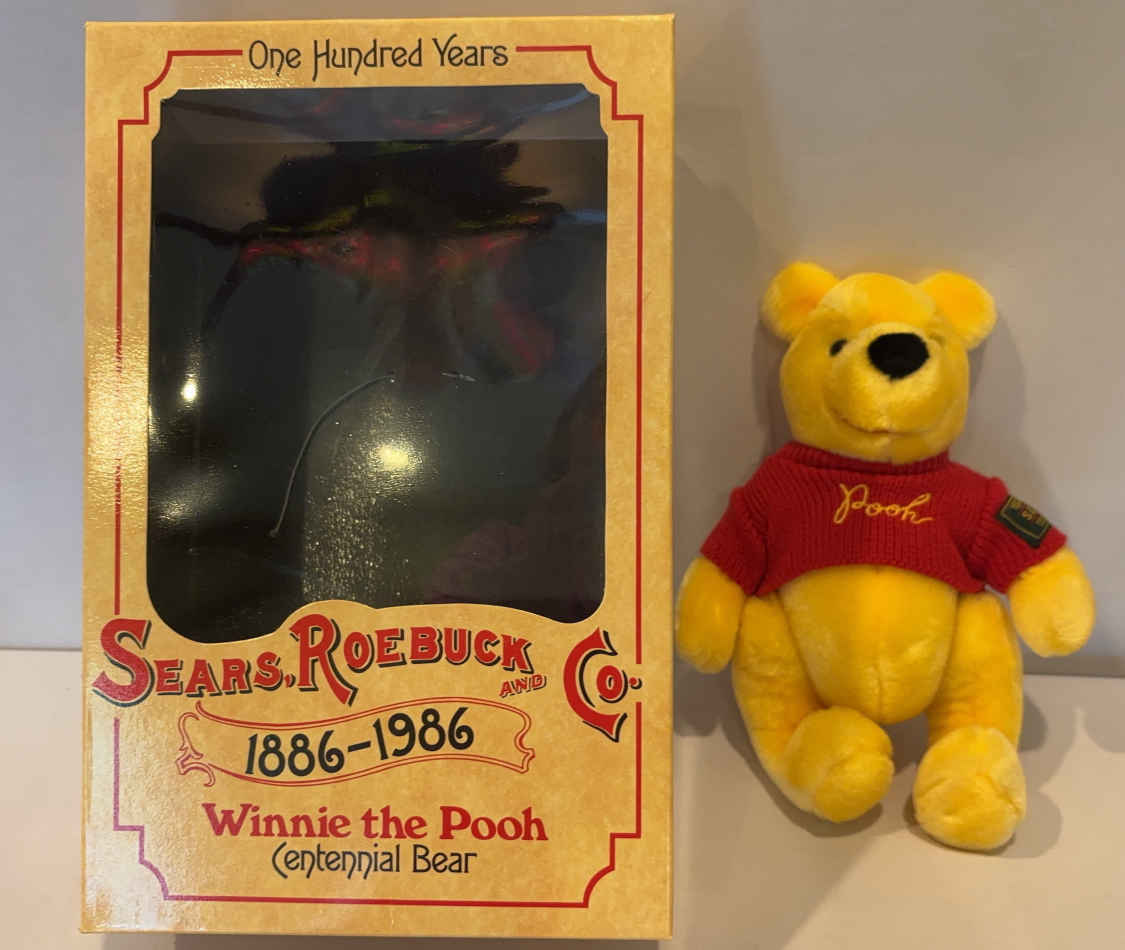 One Hundred Years
Sears, Roebuck and Co.
1886-1986
Winnie the Pooh
Centennial Bear
Pooh